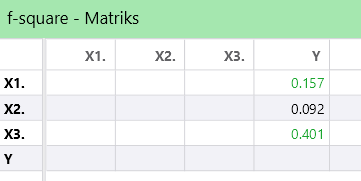 f-square - Matriks
X1. X2. X3. Y
X1. 0.157
X2. 0.092
X3. 0.401
Y